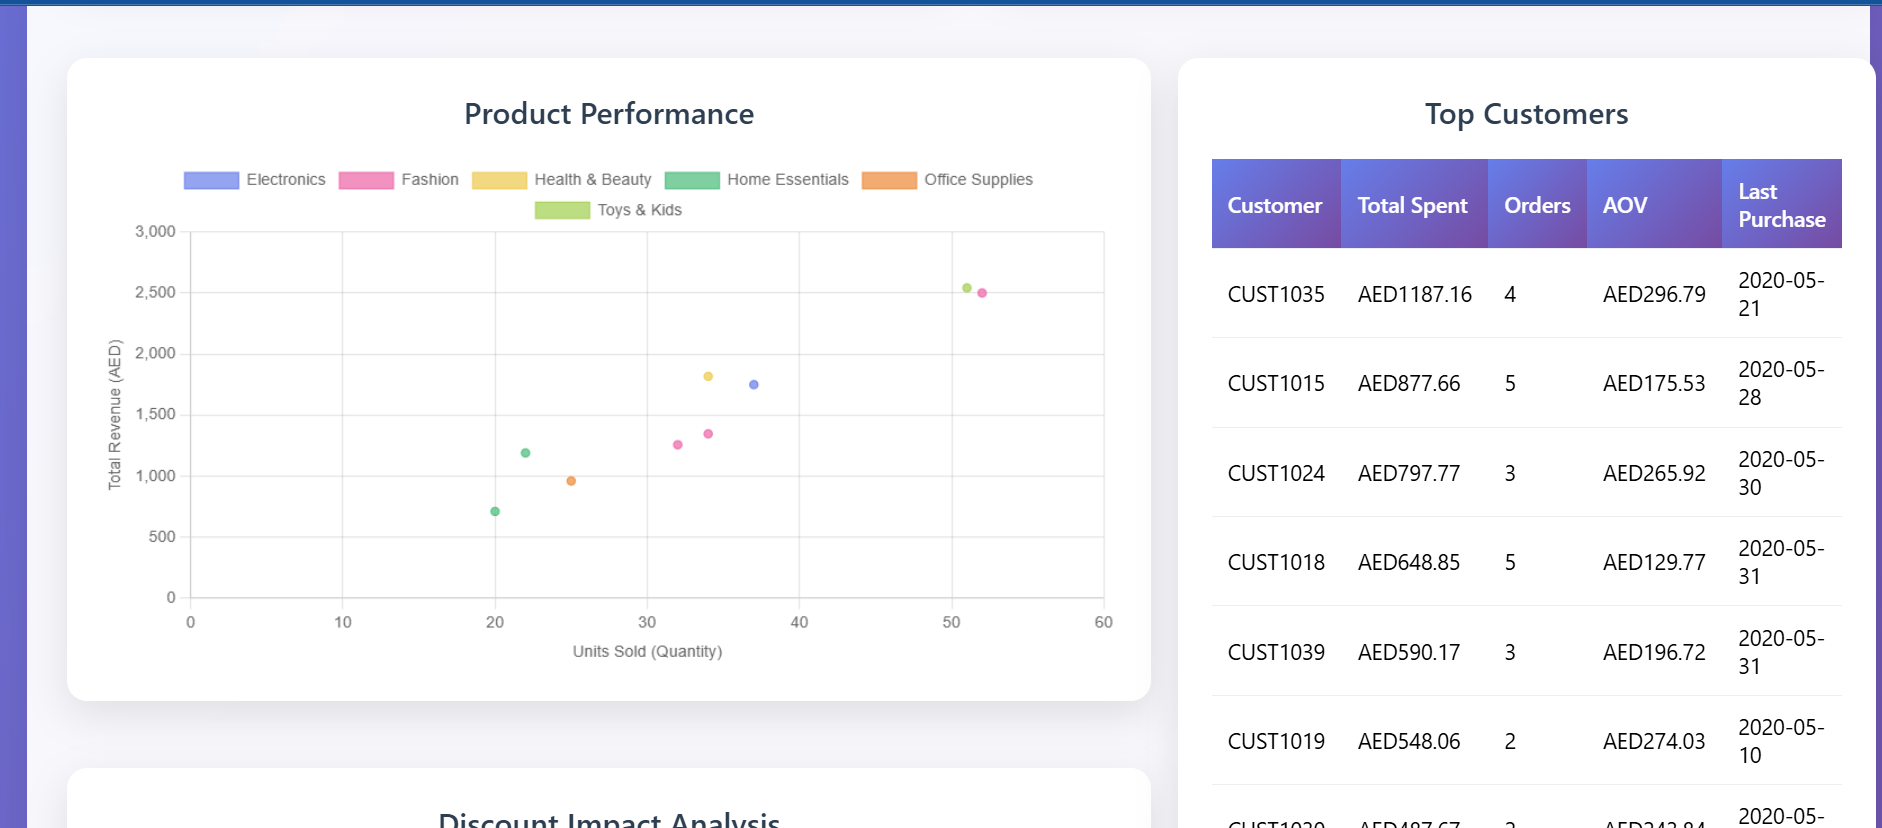 Product Performance
Electronics Fashion Health & Beauty Home Essentials Office Supplies
Toys & Kids
3,000
2,500
2,000
1,500
1,000
500
0
Total Revenue (AED)
0 10 20 30 40 50 60
Units Sold (Quantity)
Discount Impact Analysis
Top Customers
Customer Total Spent Orders AOV Last Purchase
CUST1035 AED1187.16 4 AED296.79 2020-05-21
CUST1015 AED877.66 5 AED175.53 2020-05-28
CUST1024 AED797.77 3 AED265.92 2020-05-30
CUST1018 AED648.85 5 AED129.77 2020-05-31
CUST1039 AED590.17 3 AED196.72 2020-05-31
CUST1019 AED548.06 2 AED274.03 2020-05-10
2020-05-